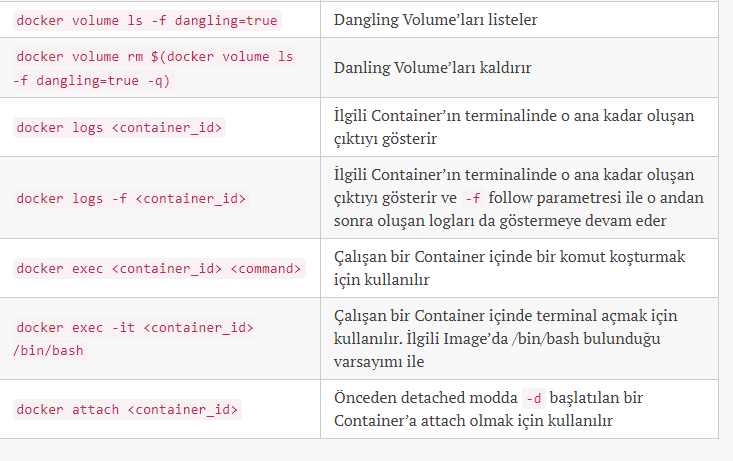 docker volume ls -f dangling=true
Dangling Volume’ları listeler
docker volume rm $(docker volume ls
-f dangling=true -q)
Danling Volume’ları kaldırır
docker logs <container_id>
İlgili Container’ın terminalinde o ana kadar oluşan
çıktıyı gösterir
docker logs -f <container_id>
İlgili Container’ın terminalinde o ana kadar oluşan
çıktıyı gösterir ve -f follow parametresi ile o andan
sonra oluşan logları da göstermeye devam eder
docker exec <container_id> <command>
Çalışan bir Container içinde bir komut koşturmak
için kullanılır
docker exec -it <container_id>
/bin/bash
Çalışan bir Container içinde terminal açmak için
kullanılır. İlgili Image’da /bin/bash bulunduğu
varsayımı ile
docker attach <container_id>
Önceden detached modda -d başlatılan bir
Container’a attach olmak için kullanılır